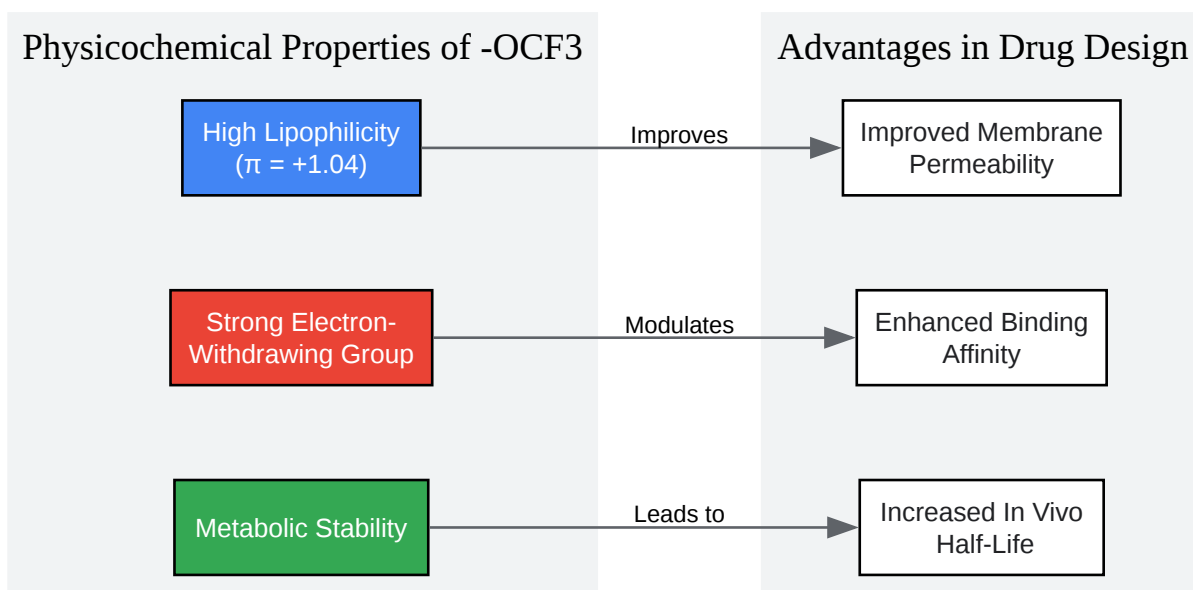 Physicochemical Properties of -OCF3
Advantages in Drug Design
High Lipophilicity
(π = +1.04)
Improves
Improved Membrane
Permeability
Strong Electron-
Withdrawing Group
Modulates
Enhanced Binding
Affinity
Metabolic Stability
Leads to
Increased In Vivo
Half-Life